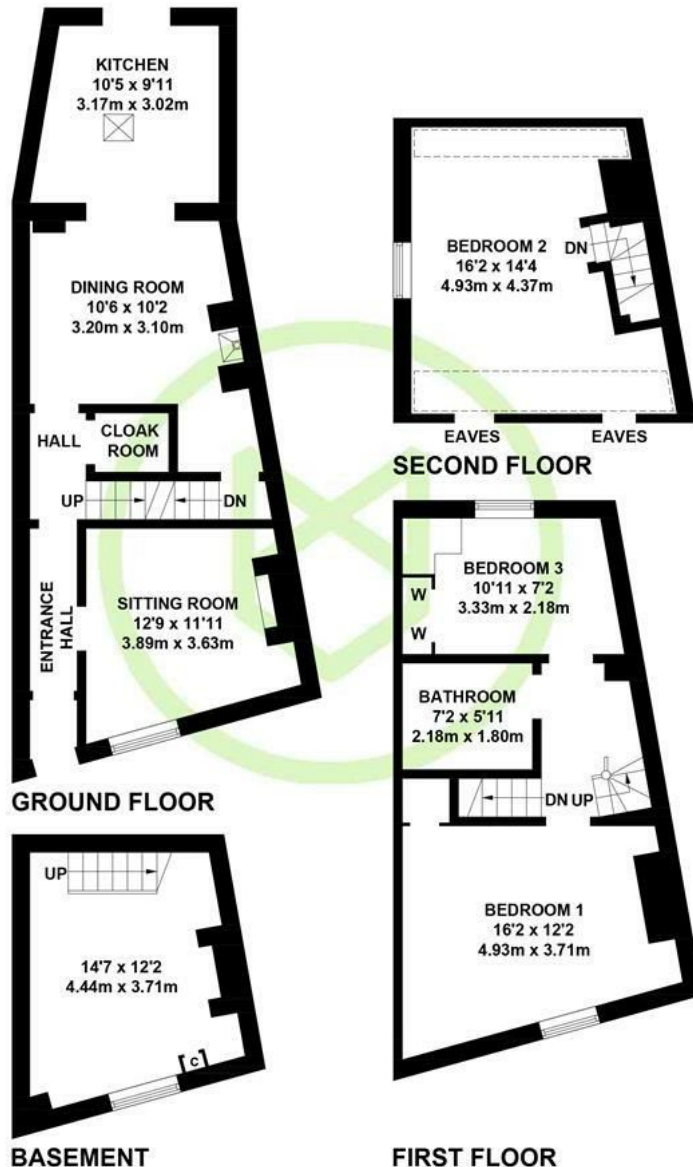 KITCHEN
10'5 x 9'11
3.17m x 3.02m
DINING ROOM
10'6 x 10'2
3.20m x 3.10m
HALL
CLOAK
ROOM
UP
DN
ENTRANCE
HALL
SITTING ROOM
12'9 x 11'11
3.89m x 3.63m
GROUND FLOOR
UP
14'7 x 12'2
4.44m x 3.71m
C
BASEMENT
BEDROOM 2
16'2 x 14'4
4.93m x 4.37m
DN
EAVES
EAVES
SECOND FLOOR
BEDROOM 3
10'11 x 7'2
3.33m x 2.18m
W
W
BATHROOM
7'2 x 5'11
2.18m x 1.80m
DN UP
BEDROOM 1
16'2 x 12'2
4.93m x 3.71m
FIRST FLOOR